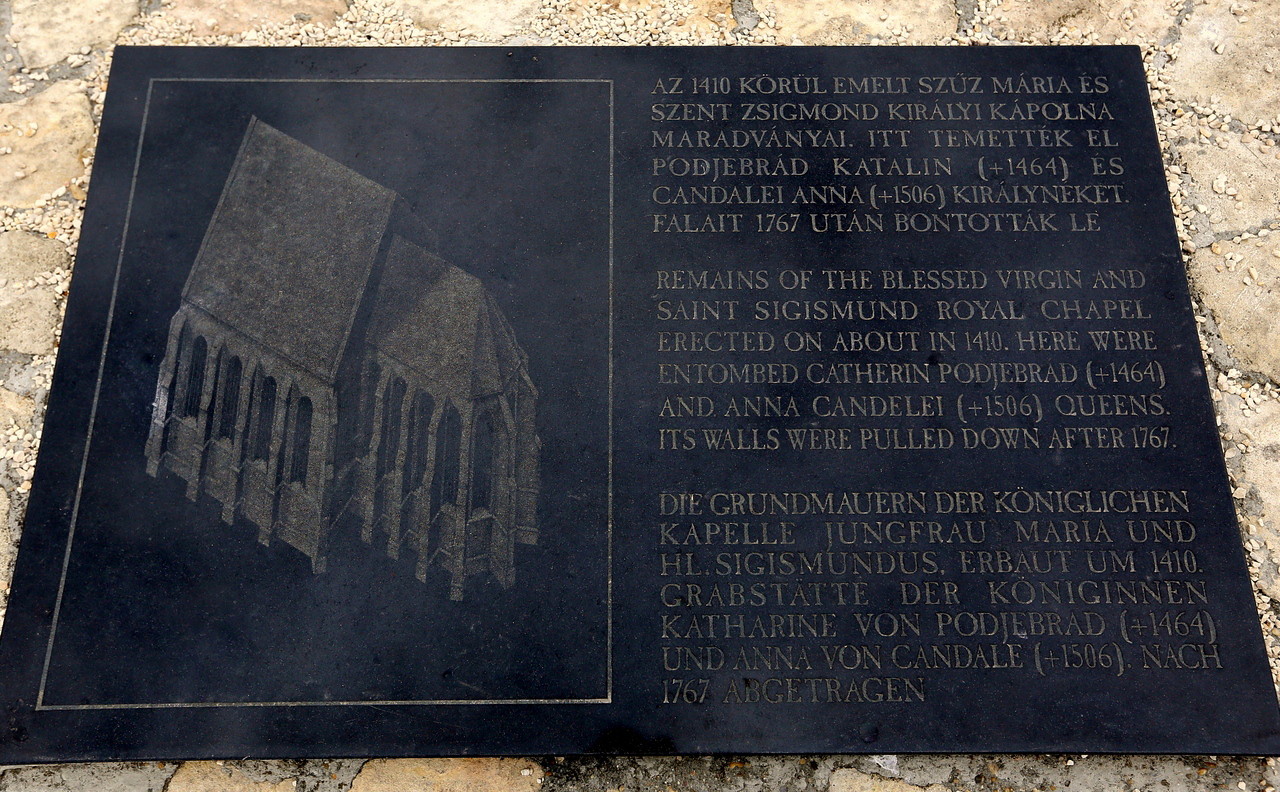 AZ 1410 KÖRÜL EMELT SZŰZ MÁRIA ÉS
SZENT ZSIGMOND KIRÁLYI KÁPOLNA
MARADVÁNYAI. ITT TEMETTÉK EL
PODJEBRÁD KATALIN (+1464) ÉS
CANDALEI ANNA (+1506) KIRÁLYNÉKET.
FALAIT 1767 UTÁN BONTOTTÁK LE
REMAINS OF THE BLESSED VIRGIN AND
SAINT SIGISMUND ROYAL CHAPEL
ERECTED ON ABOUT IN 1410. HERE WERE
ENTOMBED CATHERIN PODJEBRAD (+1464)
AND ANNA CANDELEI (+1506) QUEENS.
ITS WALLS WERE PULLED DOWN AFTER 1767.
DIE GRUNDMAUERN DER KÖNIGLICHEN
KAPELLE JUNGFRAU MARIA UND
HL. SIGISMUNDUS, ERBAUT UM 1410.
GRABSTÄTTE DER KÖNIGINNEN
KATHARINE VON PODJEBRAD (+1464)
UND ANNA VON CANDALE (+1506). NACH
1767 ABGETRAGEN